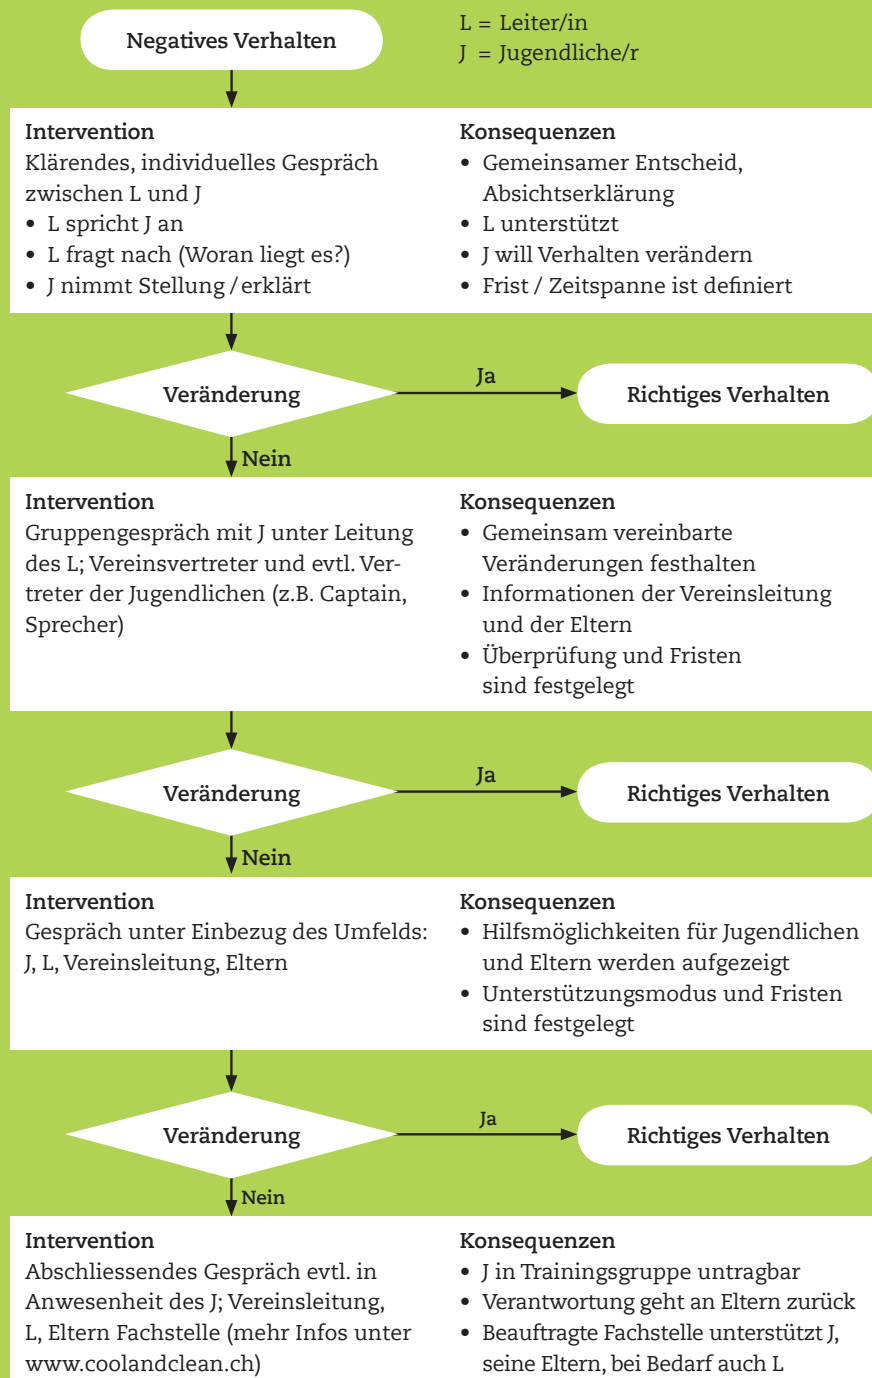 Negatives Verhalten
L = Leiter/in
J = Jugendliche/r
Intervention
Klärendes, individuelles Gespräch
zwischen L und J
• L spricht J an
• L fragt nach (Woran liegt es?)
• J nimmt Stellung / erklärt
Konsequenzen
• Gemeinsamer Entscheid,
Absichtserklärung
• L unterstützt
• J will Verhalten verändern
• Frist / Zeitspanne ist definiert
Veränderung
Ja
Richtiges Verhalten
Nein
Intervention
Gruppengespräch mit J unter Leitung
des L; Vereinsvertreter und evtl. Ver-
treter der Jugendlichen (z.B. Captain,
Sprecher)
Konsequenzen
• Gemeinsam vereinbarte
Veränderungen festhalten
• Informationen der Vereinsleitung
und der Eltern
• Überprüfung und Fristen
sind festgelegt
Veränderung
Ja
Richtiges Verhalten
Nein
Intervention
Gespräch unter Einbezug des Umfelds:
J, L, Vereinsleitung, Eltern
Konsequenzen
• Hilfsmöglichkeiten für Jugendlichen
und Eltern werden aufgezeigt
• Unterstützungsmodus und Fristen
sind festgelegt
Veränderung
Ja
Richtiges Verhalten
Nein
Intervention
Abschliessendes Gespräch evtl. in
Anwesenheit des J; Vereinsleitung,
L, Eltern Fachstelle (mehr Infos unter
www.coolandclean.ch)
Konsequenzen
• J in Trainingsgruppe untragbar
• Verantwortung geht an Eltern zurück
• Beauftragte Fachstelle unterstützt J,
seine Eltern, bei Bedarf auch L